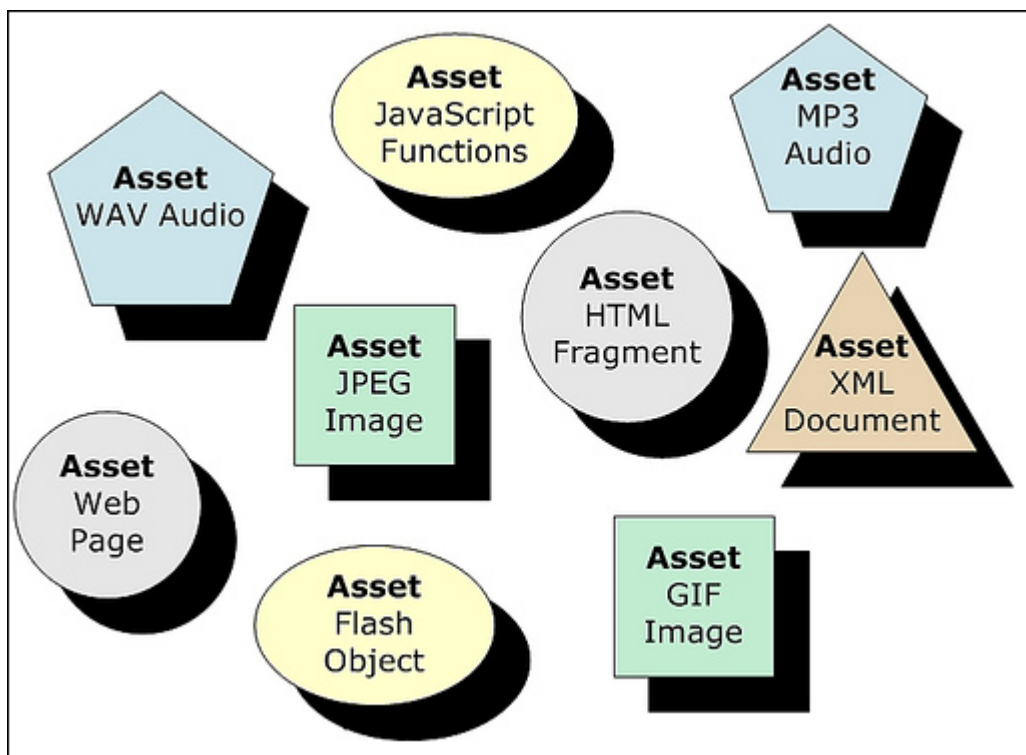 Asset
JavaScript
Functions
Asset
MP3
Audio
Asset
WAV Audio
Asset
HTML
Fragment
Asset
JPEG
Image
Asset
XML
Document
Asset
Web
Page
Asset
Flash
Object
Asset
GIF
Image